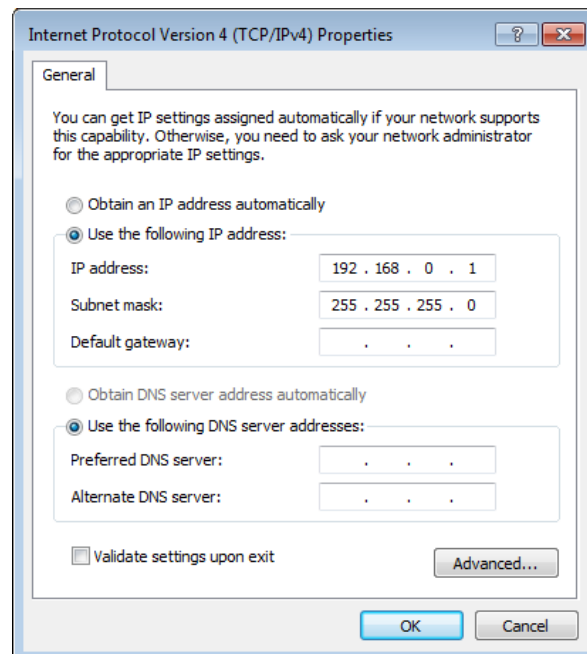 Internet Protocol Version 4 (TCP/IPv4) Properties
General
You can get IP settings assigned automatically if your network supports
this capability. Otherwise, you need to ask your network administrator
for the appropriate IP settings.
Obtain an IP address automatically
Use the following IP address:
IP address: 192 . 168 . 0 . 1
Subnet mask: 255 . 255 . 255 . 0
Default gateway: . . .
Obtain DNS server address automatically
Use the following DNS server addresses:
Preferred DNS server: . . .
Alternate DNS server: . . .
Validate settings upon exit
Advanced...
OK Cancel